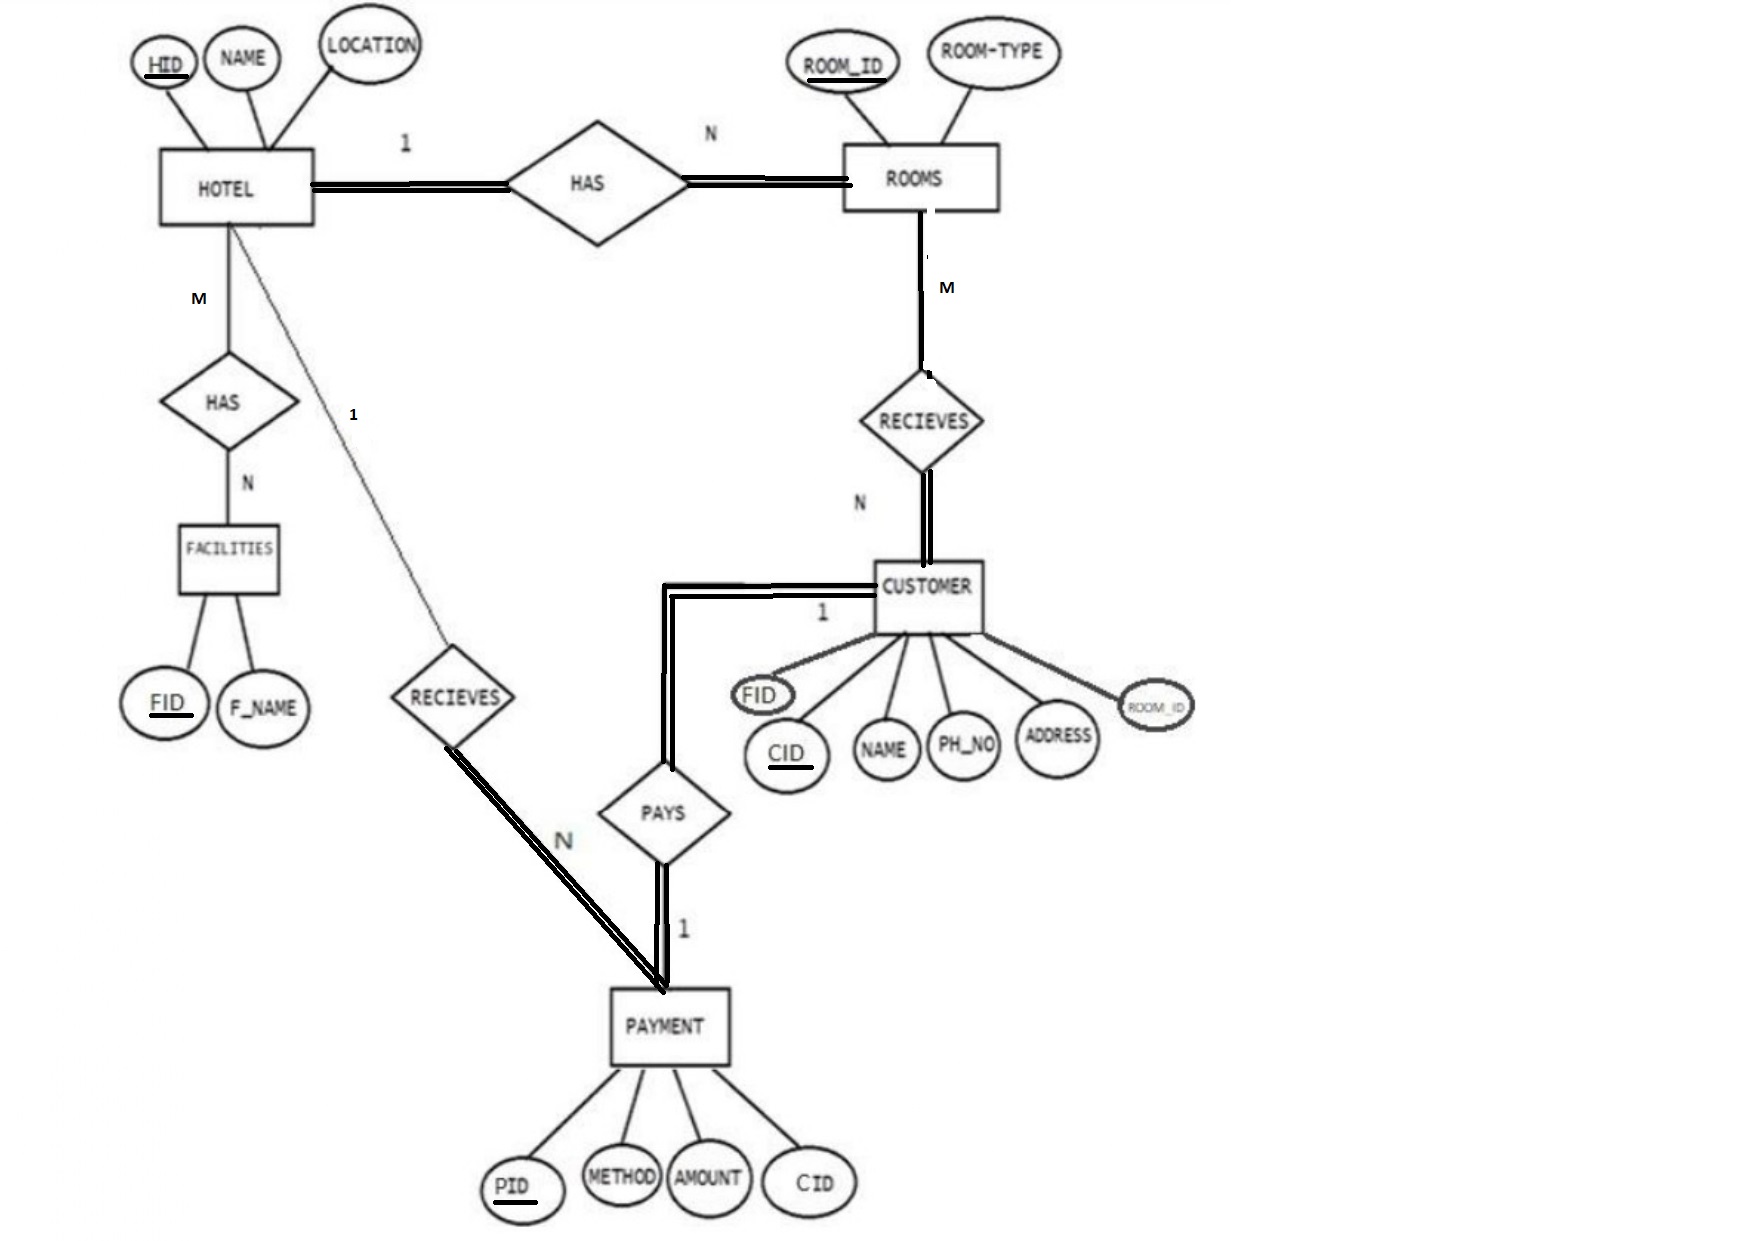 HID
NAME
LOCATION
ROOM_ID
ROOM-TYPE
1
N
HOTEL
HAS
ROOMS
M
M
HAS
1
RECIEVES
N
N
FACILITIES
CUSTOMER
1
FID
F_NAME
RECIEVES
FID
CID
NAME
PH_NO
ADDRESS
ROOM_ID
PAYS
N
1
PAYMENT
PID
METHOD
AMOUNT
CID